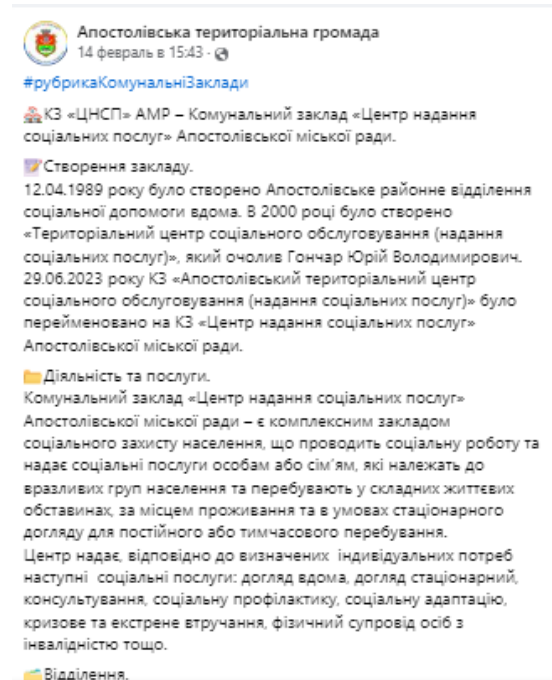 Апостолівська територіальна громада
14 февраль в 15:43 ·
#рубрикаКомунальніЗаклади
КЗ «ЦНСП» АМР – Комунальний заклад «Центр надання
соціальних послуг» Апостолівської міської ради.
Створення закладу.
12.04.1989 року було створено Апостолівське районне відділення
соціальної допомоги вдома. В 2000 році було створено
«Територіальний центр соціального обслуговування (надання
соціальних послуг)», який очолив Гончар Юрій Володимирович.
29.06.2023 року КЗ «Апостолівський територіальний центр
соціального обслуговування (надання соціальних послуг)» було
перейменовано на КЗ «Центр надання соціальних послуг»
Апостолівської міської ради.
Діяльність та послуги.
Комунальний заклад «Центр надання соціальних послуг»
Апостолівської міської ради – є комплексним закладом
соціального захисту населення, що проводить соціальну роботу та
надає соціальні послуги особам або сім’ям, які належать до
вразливих груп населення та перебувають у складних життєвих
обставинах, за місцем проживання та в умовах стаціонарного
догляду для постійного або тимчасового перебування.
Центр надає, відповідно до визначених індивідуальних потреб
наступні соціальні послуги: догляд вдома, догляд стаціонарний,
консультування, соціальну профілактику, соціальну адаптацію,
кризове та екстрене втручання, фізичний супровід осіб з
інвалідністю тощо.
Відділення.